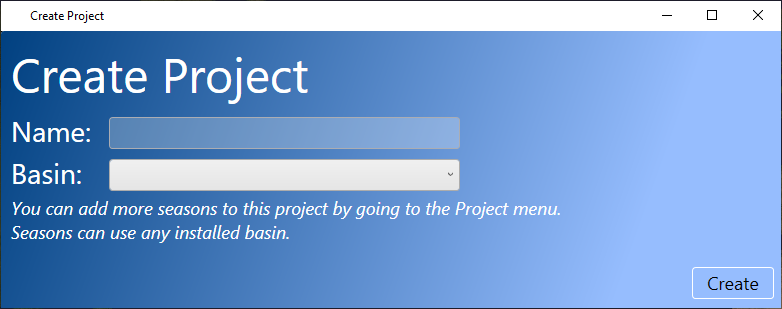 Create Project
Create Project
Name:
Basin:
You can add more seasons to this project by going to the Project menu.
Seasons can use any installed basin.
Create